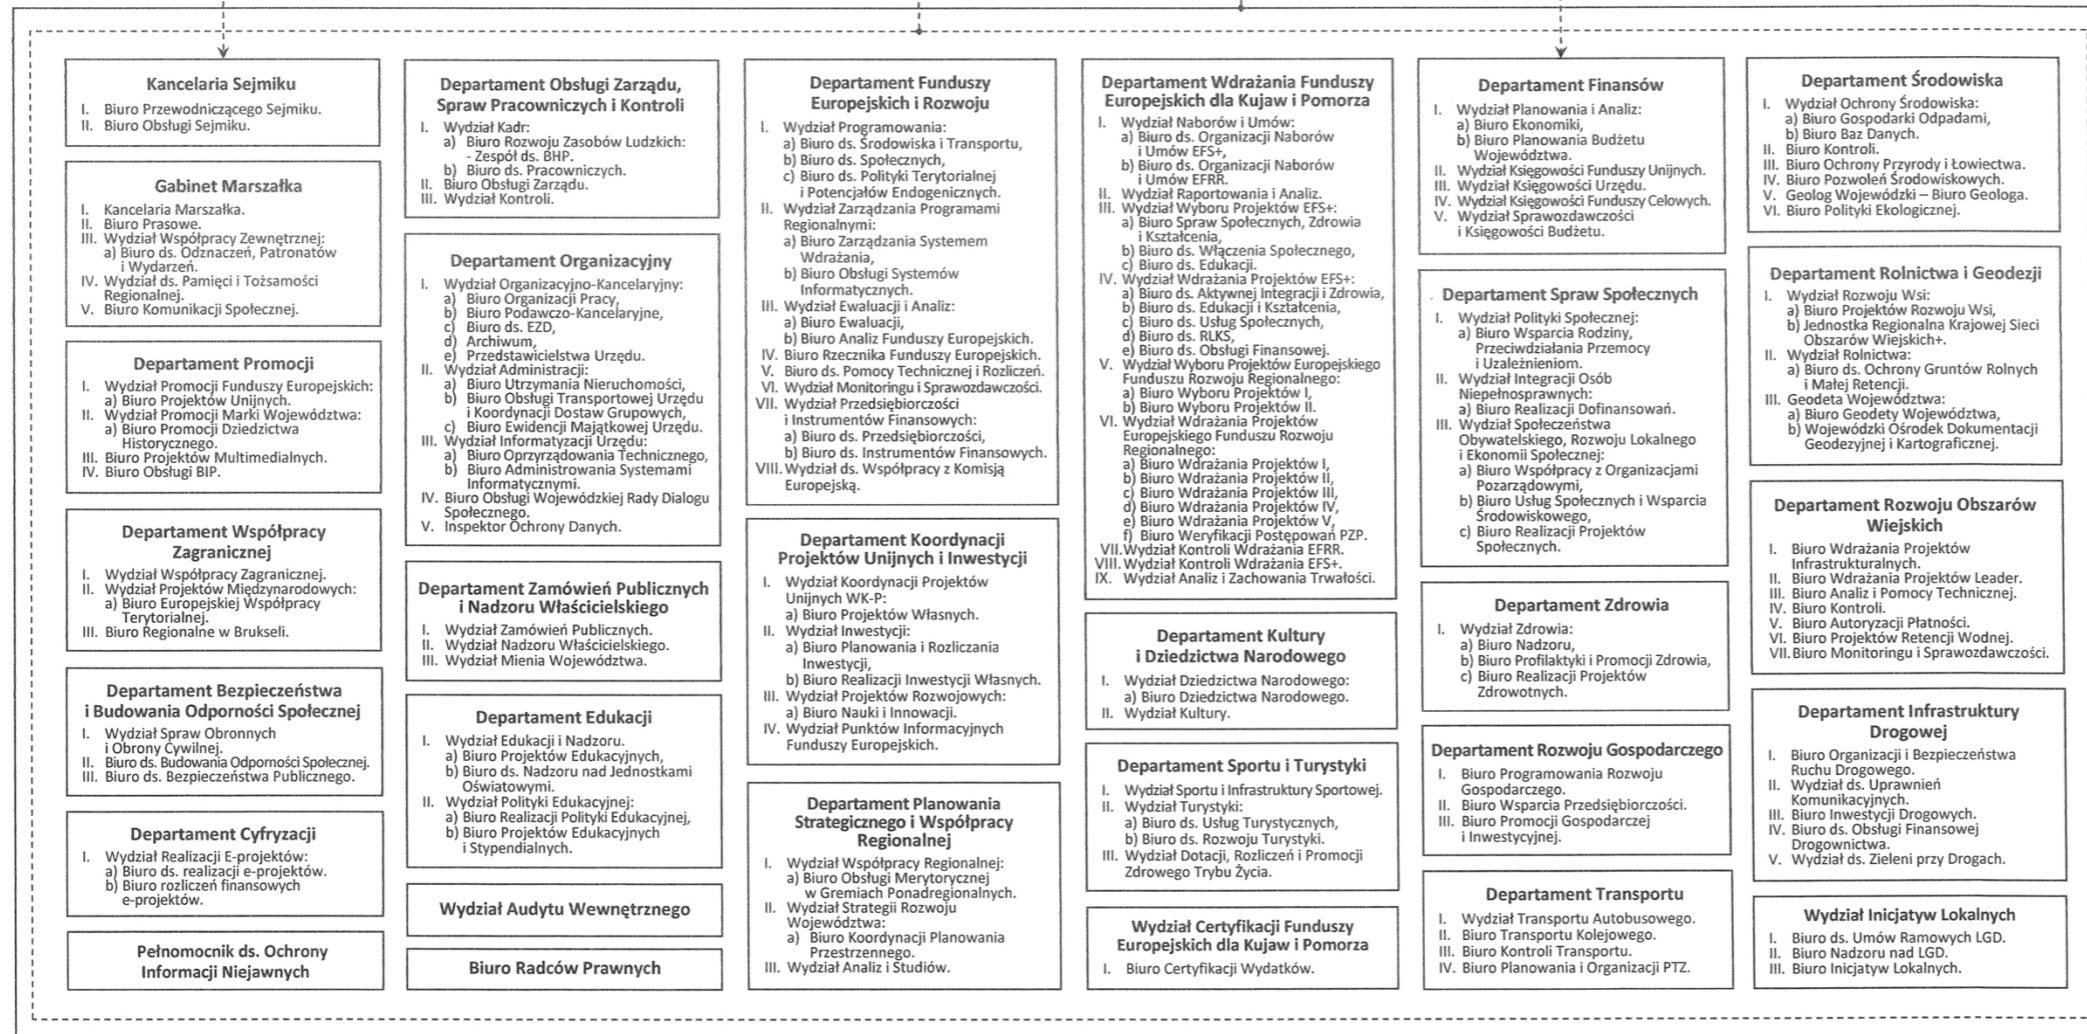 Kancelaria Sejmiku
I. Biuro Przewodniczącego Sejmiku.
II. Biuro Obsługi Sejmiku.
Gabinet Marszałka
I. Kancelaria Marszałka.
II. Biuro Prasowe.
III. Wydział Współpracy Zewnętrznej:
a) Biuro ds. Odznaczeń, Patronatów
i Wydarzeń.
IV. Wydział ds. Pamięci i Tożsamości
Regionalnej.
V. Biuro Komunikacji Społecznej.
Departament Promocji
I. Wydział Promocji Funduszy Europejskich:
a) Biuro Projektów Unijnych.
II. Wydział Promocji Marki Województwa:
a) Biuro Promocji Dziedzictwa
Historycznego.
III. Biuro Projektów Multimedialnych.
IV. Biuro Obsługi BIP.
Departament Współpracy
Zagranicznej
I. Wydział Współpracy Zagranicznej.
II. Wydział Projektów Międzynarodowych:
a) Biuro Europejskiej Współpracy
Terytorialnej.
III. Biuro Regionalne w Brukseli.
Departament Bezpieczeństwa
i Budowania Odporności Społecznej
I. Wydział Spraw Obronnych
i Obrony Cywilnej.
II. Biuro ds. Budowania Odporności Społecznej.
III. Biuro ds. Bezpieczeństwa Publicznego.
Departament Cyfryzacji
I. Wydział Realizacji E-projektów:
a) Biuro ds. realizacji e-projektów.
b) Biuro rozliczeń finansowych
e-projektów.
Pełnomocnik ds. Ochrony
Informacji Niejawnych
Departament Obsługi Zarządu,
Spraw Pracowniczych i Kontroli
I. Wydział Kadr:
a) Biuro Rozwoju Zasobów Ludzkich:
- Zespół ds. BHP.
b) Biuro ds. Pracowniczych.
II. Biuro Obsługi Zarządu.
III. Wydział Kontroli.
Departament Organizacyjny
I. Wydział Organizacyjno-Kancelaryjny:
a) Biuro Organizacji Pracy,
b) Biuro Podawczo-Kancelaryjne,
c) Biuro ds. EZD,
d) Archiwum,
e) Przedstawicielstwa Urzędu.
II. Wydział Administracji:
a) Biuro Utrzymania Nieruchomości,
b) Biuro Obsługi Transportowej Urzędu
i Koordynacji Dostaw Grupowych,
c) Biuro Ewidencji Majątkowej Urzędu.
III. Wydział Informatyzacji Urzędu:
a) Biuro Oprzyrządowania Technicznego,
b) Biuro Administrowania Systemami
Informatycznymi.
IV. Biuro Obsługi Wojewódzkiej Rady Dialogu
Społecznego.
V. Inspektor Ochrony Danych.
Departament Zamówień Publicznych
i Nadzoru Właścicielskiego
I. Wydział Zamówień Publicznych.
II. Wydział Nadzoru Właścicielskiego.
III. Wydział Mienia Województwa.
Departament Edukacji
I. Wydział Edukacji i Nadzoru.
a) Biuro Projektów Edukacyjnych,
b) Biuro ds. Nadzoru nad Jednostkami
Oświatowymi.
II. Wydział Polityki Edukacyjnej:
a) Biuro Realizacji Polityki Edukacyjnej,
b) Biuro Projektów Edukacyjnych
i Stypendialnych.
Wydział Audytu Wewnętrznego
Biuro Radców Prawnych
Departament Funduszy
Europejskich i Rozwoju
I. Wydział Programowania:
a) Biuro ds. Środowiska i Transportu,
b) Biuro ds. Społecznych,
c) Biuro ds. Polityki Terytorialnej
i Potencjałów Endogenicznych.
II. Wydział Zarządzania Programami
Regionalnymi:
a) Biuro Zarządzania Systemem
Wdrażania,
b) Biuro Obsługi Systemów
Informatycznych.
III. Wydział Ewaluacji i Analiz:
a) Biuro Ewaluacji,
b) Biuro Analiz Funduszy Europejskich.
IV. Biuro Rzecznika Funduszy Europejskich.
V. Biuro ds. Pomocy Technicznej i Rozliczeń.
VI. Wydział Monitoringu i Sprawozdawczości.
VII. Wydział Przedsiębiorczości
i Instrumentów Finansowych:
a) Biuro ds. Przedsiębiorczości,
b) Biuro ds. Instrumentów Finansowych.
VIII. Wydział ds. Współpracy z Komisją
Europejską.
Departament Koordynacji
Projektów Unijnych i Inwestycji
I. Wydział Koordynacji Projektów
Unijnych WK-P:
a) Biuro Projektów Własnych.
II. Wydział Inwestycji:
a) Biuro Planowania i Rozliczania
Inwestycji,
b) Biuro Realizacji Inwestycji Własnych.
III. Wydział Projektów Rozwojowych:
a) Biuro Nauki i Innowacji.
IV. Wydział Punktów Informacyjnych
Funduszy Europejskich.
Departament Planowania
Strategicznego i Współpracy
Regionalnej
I. Wydział Współpracy Regionalnej:
a) Biuro Obsługi Merytorycznej
w Gremiach Ponadregionalnych.
II. Wydział Strategii Rozwoju
Województwa:
a) Biuro Koordynacji Planowania
Przestrzennego.
III. Wydział Analiz i Studiów.
Departament Wdrażania Funduszy
Europejskich dla Kujaw i Pomorza
I. Wydział Naborów i Umów:
a) Biuro ds. Organizacji Naborów
i Umów EFS+,
b) Biuro ds. Organizacji Naborów
i Umów EFRR.
II. Wydział Raportowania i Analiz.
III. Wydział Wyboru Projektów EFS+:
a) Biuro Spraw Społecznych, Zdrowia
i Kształcenia,
b) Biuro ds. Włączenia Społecznego,
c) Biuro ds. Edukacji.
IV. Wydział Wdrażania Projektów EFS+:
a) Biuro ds. Aktywnej Integracji i Zdrowia,
b) Biuro ds. Edukacji i Kształcenia,
c) Biuro ds. Usług Społecznych,
d) Biuro ds. RLKS,
e) Biuro ds. Obsługi Finansowej.
V. Wydział Wyboru Projektów Europejskiego
Funduszu Rozwoju Regionalnego:
a) Biuro Wyboru Projektów I,
b) Biuro Wyboru Projektów II.
VI. Wydział Wdrażania Projektów
Europejskiego Funduszu Rozwoju
Regionalnego:
a) Biuro Wdrażania Projektów I,
b) Biuro Wdrażania Projektów II,
c) Biuro Wdrażania Projektów III,
d) Biuro Wdrażania Projektów IV,
e) Biuro Wdrażania Projektów V,
f) Biuro Weryfikacji Postępowań PZP.
VII. Wydział Kontroli Wdrażania EFRR.
VIII. Wydział Kontroli Wdrażania EFS+.
IX. Wydział Analiz i Zachowania Trwałości.
Departament Kultury
i Dziedzictwa Narodowego
I. Wydział Dziedzictwa Narodowego:
a) Biuro Dziedzictwa Narodowego.
II. Wydział Kultury.
Departament Sportu i Turystyki
I. Wydział Sportu i Infrastruktury Sportowej.
II. Wydział Turystyki:
a) Biuro ds. Usług Turystycznych,
b) Biuro ds. Rozwoju Turystyki.
III. Wydział Dotacji, Rozliczeń i Promocji
Zdrowego Trybu Życia.
Wydział Certyfikacji Funduszy
Europejskich dla Kujaw i Pomorza
I. Biuro Certyfikacji Wydatków.
Departament Finansów
I. Wydział Planowania i Analiz:
a) Biuro Ekonomiki,
b) Biuro Planowania Budżetu
Województwa.
II. Wydział Księgowości Funduszy Unijnych.
III. Wydział Księgowości Urzędu.
IV. Wydział Księgowości Funduszy Celowych.
V. Wydział Sprawozdawczości
i Księgowości Budżetu.
Departament Spraw Społecznych
I. Wydział Polityki Społecznej:
a) Biuro Wsparcia Rodziny,
Przeciwdziałania Przemocy
i Uzależnieniom.
II. Wydział Integracji Osób
Niepełnosprawnych:
a) Biuro Realizacji Dofinansowań.
III. Wydział Społeczeństwa
Obywatelskiego, Rozwoju Lokalnego
i Ekonomii Społecznej:
a) Biuro Współpracy z Organizacjami
Pozarządowymi,
b) Biuro Usług Społecznych i Wsparcia
Środowiskowego,
c) Biuro Realizacji Projektów
Społecznych.
Departament Zdrowia
I. Wydział Zdrowia:
a) Biuro Nadzoru,
b) Biuro Profilaktyki i Promocji Zdrowia,
c) Biuro Realizacji Projektów
Zdrowotnych.
Departament Rozwoju Gospodarczego
I. Biuro Programowania Rozwoju
Gospodarczego.
II. Biuro Wsparcia Przedsiębiorczości.
III. Biuro Promocji Gospodarczej
i Inwestycyjnej.
Departament Transportu
I. Wydział Transportu Autobusowego.
II. Biuro Transportu Kolejowego.
III. Biuro Kontroli Transportu.
IV. Biuro Planowania i Organizacji PTZ.
Departament Środowiska
I. Wydział Ochrony Środowiska:
a) Biuro Gospodarki Odpadami,
b) Biuro Baz Danych.
II. Biuro Kontroli.
III. Biuro Ochrony Przyrody i Łowiectwa.
IV. Biuro Pozwoleń Środowiskowych.
V. Geolog Wojewódzki – Biuro Geologa.
VI. Biuro Polityki Ekologicznej.
Departament Rolnictwa i Geodezji
I. Wydział Rozwoju Wsi:
a) Biuro Projektów Rozwoju Wsi,
b) Jednostka Regionalna Krajowej Sieci
Obszarów Wiejskich+.
II. Wydział Rolnictwa:
a) Biuro ds. Ochrony Gruntów Rolnych
i Małej Retencji.
III. Geodeta Województwa:
a) Biuro Geodety Województwa,
b) Wojewódzki Ośrodek Dokumentacji
Geodezyjnej i Kartograficznej.
Departament Rozwoju Obszarów
Wiejskich
I. Biuro Wdrażania Projektów
Infrastrukturalnych.
II. Biuro Wdrażania Projektów Leader.
III. Biuro Analiz i Pomocy Technicznej.
IV. Biuro Kontroli.
V. Biuro Autoryzacji Płatności.
VI. Biuro Projektów Retencji Wodnej.
VII. Biuro Monitoringu i Sprawozdawczości.
Departament Infrastruktury
Drogowej
I. Biuro Organizacji i Bezpieczeństwa
Ruchu Drogowego.
II. Wydział ds. Uprawnień
Komunikacyjnych.
III. Biuro Inwestycji Drogowych.
IV. Biuro ds. Obsługi Finansowej
Drogownictwa.
V. Wydział ds. Zieleni przy Drogach.
Wydział Inicjatyw Lokalnych
I. Biuro ds. Umów Ramowych LGD.
II. Biuro Nadzoru nad LGD.
III. Biuro Inicjatyw Lokalnych.